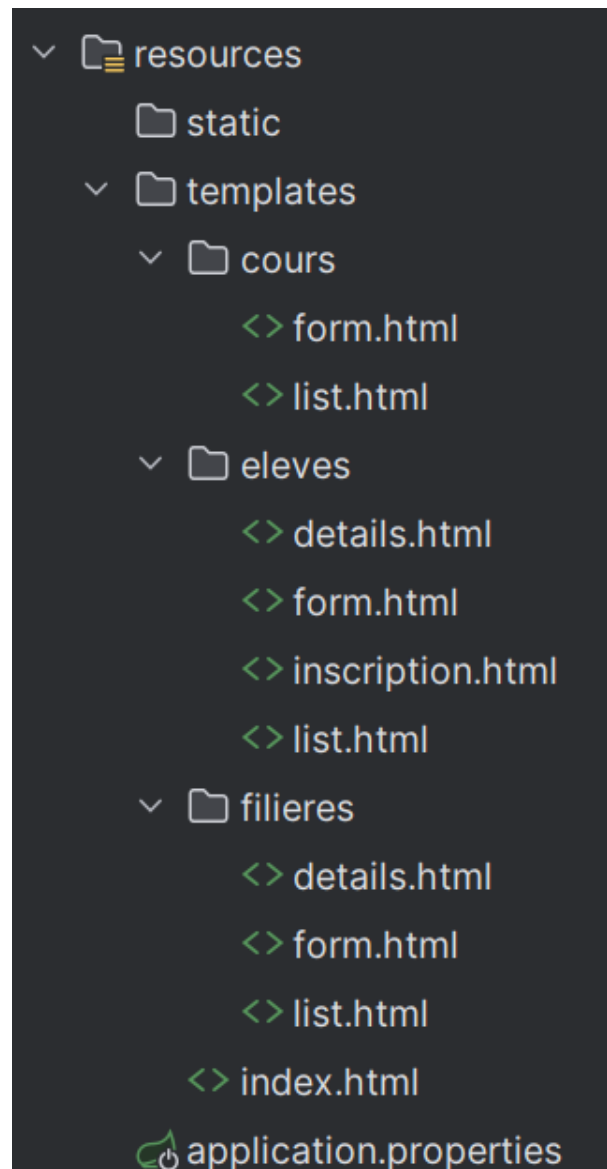 resources
static
templates
cours
form.html
list.html
eleves
details.html
form.html
inscription.html
list.html
filieres
details.html
form.html
list.html
index.html
application.properties